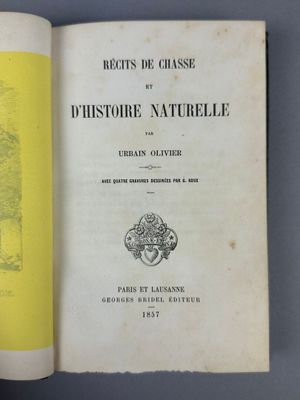 RÉCITS DE CHASSE
ET
D'HISTOIRE NATURELLE
PAR
URBAIN OLIVIER
AVEC QUATRE GRAVURES DESSINÉES PAR G. ROUX
PARIS ET LAUSANNE
GEORGES BRIDEL ÉDITEUR
1857